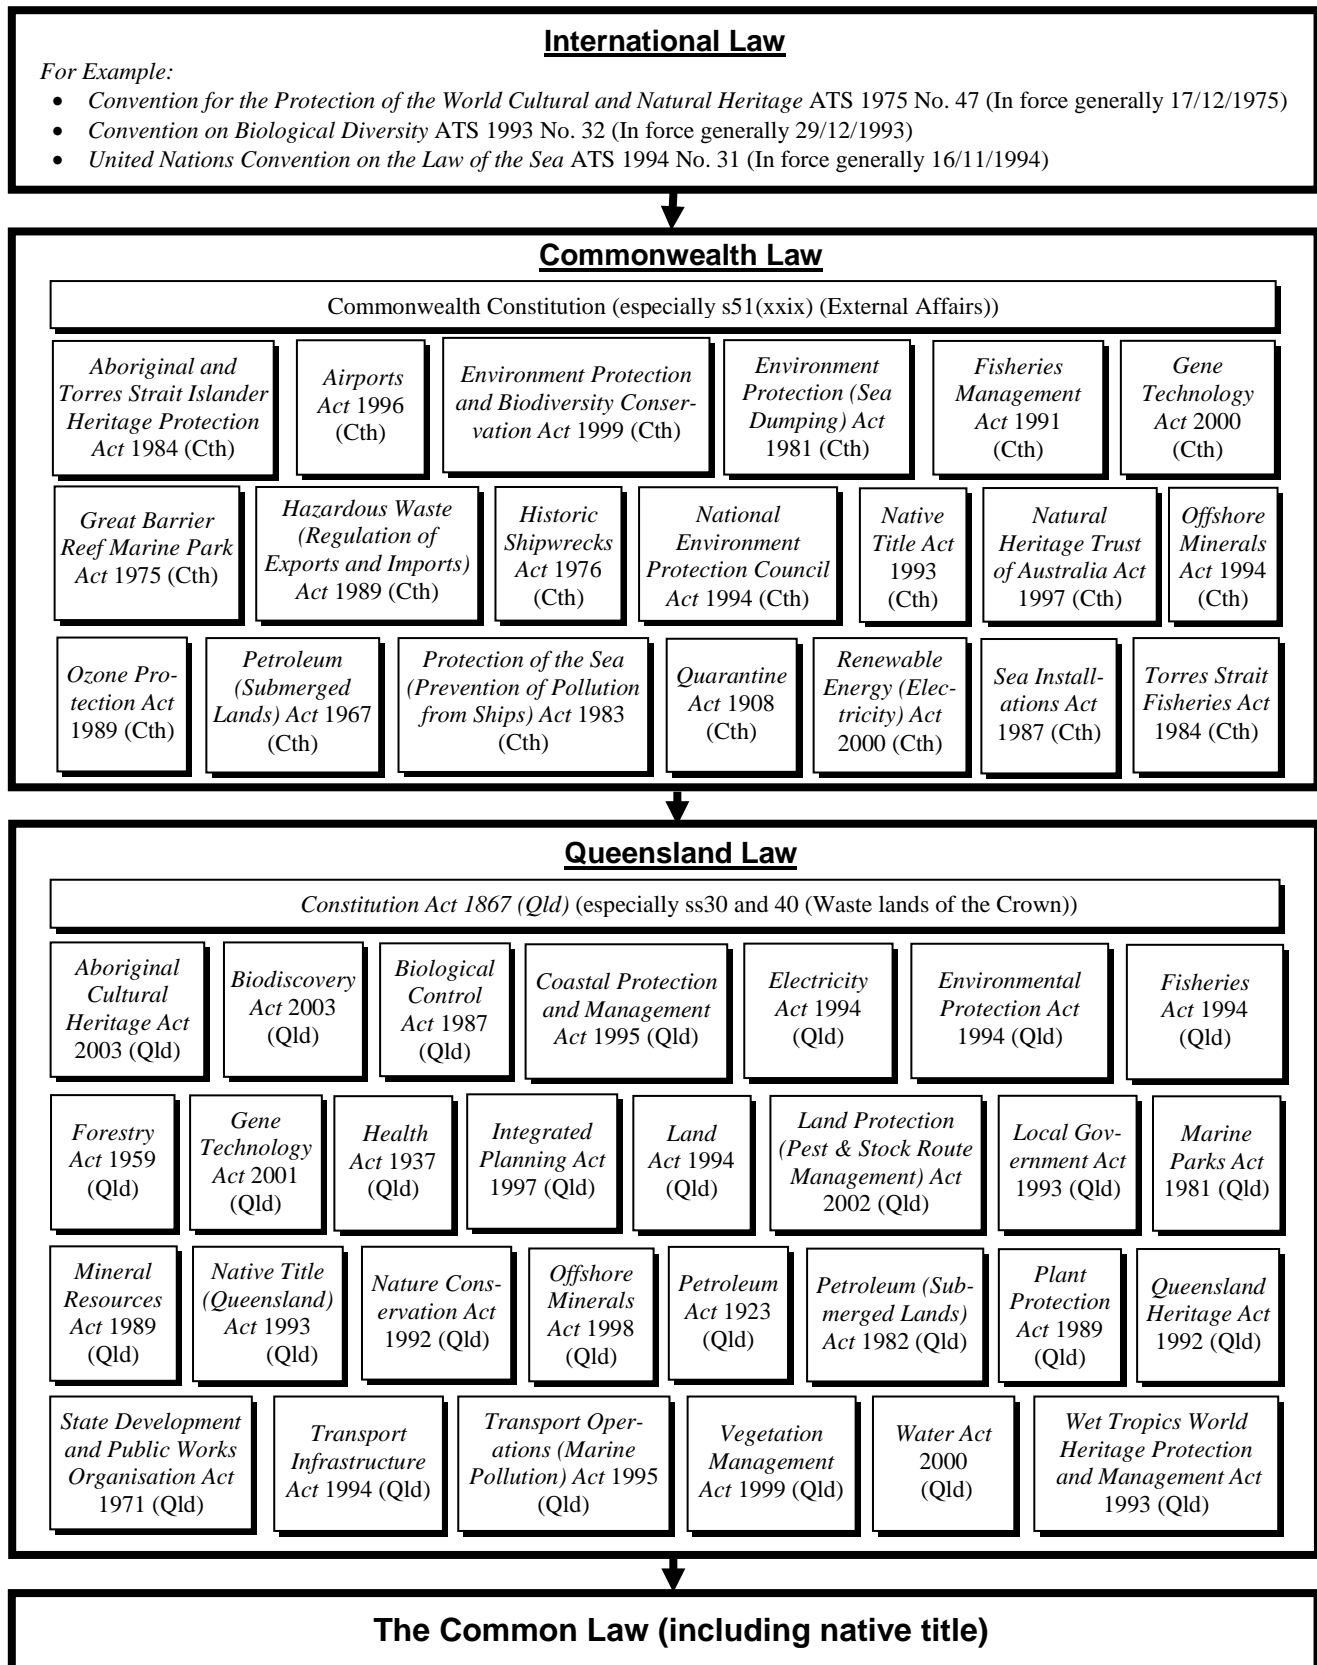 International Law
For Example:
• Convention for the Protection of the World Cultural and Natural Heritage ATS 1975 No. 47 (In force generally 17/12/1975)
• Convention on Biological Diversity ATS 1993 No. 32 (In force generally 29/12/1993)
• United Nations Convention on the Law of the Sea ATS 1994 No. 31 (In force generally 16/11/1994)
Commonwealth Law
Commonwealth Constitution (especially s51(xxix) (External Affairs))
Aboriginal and
Torres Strait Islander
Heritage Protection
Act 1984 (Cth)
Airports
Act 1996
(Cth)
Environment Protection
and Biodiversity Conser-
vation Act 1999 (Cth)
Environment
Protection (Sea
Dumping) Act
1981 (Cth)
Fisheries
Management
Act 1991
(Cth)
Gene
Technology
Act 2000
(Cth)
Great Barrier
Reef Marine Park
Act 1975 (Cth)
Hazardous Waste
(Regulation of
Exports and Imports)
Act 1989 (Cth)
Historic
Shipwrecks
Act 1976
(Cth)
National
Environment
Protection Council
Act 1994 (Cth)
Native
Title Act
1993
(Cth)
Natural
Heritage Trust
of Australia Act
1997 (Cth)
Offshore
Minerals
Act 1994
(Cth)
Ozone Pro-
tection Act
1989 (Cth)
Petroleum
(Submerged
Lands) Act 1967
(Cth)
Protection of the Sea
(Prevention of Pollution
from Ships) Act 1983
(Cth)
Quarantine
Act 1908
(Cth)
Renewable
Energy (Elec-
tricity) Act
2000 (Cth)
Sea Install-
ations Act
1987 (Cth)
Torres Strait
Fisheries Act
1984 (Cth)
Queensland Law
Constitution Act 1867 (Qld) (especially ss30 and 40 (Waste lands of the Crown))
Aboriginal
Cultural
Heritage Act
2003 (Qld)
Biodiscovery
Act 2003
(Qld)
Biological
Control
Act 1987
(Qld)
Coastal Protection
and Management
Act 1995 (Qld)
Electricity
Act 1994
(Qld)
Environmental
Protection Act
1994 (Qld)
Fisheries
Act 1994
(Qld)
Forestry
Act 1959
(Qld)
Gene
Technology
Act 2001
(Qld)
Health
Act 1937
(Qld)
Integrated
Planning Act
1997 (Qld)
Land
Act 1994
(Qld)
Land Protection
(Pest & Stock Route
Management) Act
2002 (Qld)
Local Gov-
ernment Act
1993 (Qld)
Marine
Parks Act
1981 (Qld)
Mineral
Resources
Act 1989
(Qld)
Native Title
(Queensland)
Act 1993
(Qld)
Nature Cons-
ervation Act
1992 (Qld)
Offshore
Minerals
Act 1998
(Qld)
Petroleum
Act 1923
(Qld)
Petroleum (Sub-
merged Lands)
Act 1982 (Qld)
Plant
Protection
Act 1989
(Qld)
Queensland
Heritage Act
1992 (Qld)
State Development
and Public Works
Organisation Act
1971 (Qld)
Transport
Infrastructure
Act 1994 (Qld)
Transport Oper-
ations (Marine
Pollution) Act 1995
(Qld)
Vegetation
Management
Act 1999 (Qld)
Water Act
2000
(Qld)
Wet Tropics World
Heritage Protection
and Management Act
1993 (Qld)
The Common Law (including native title)